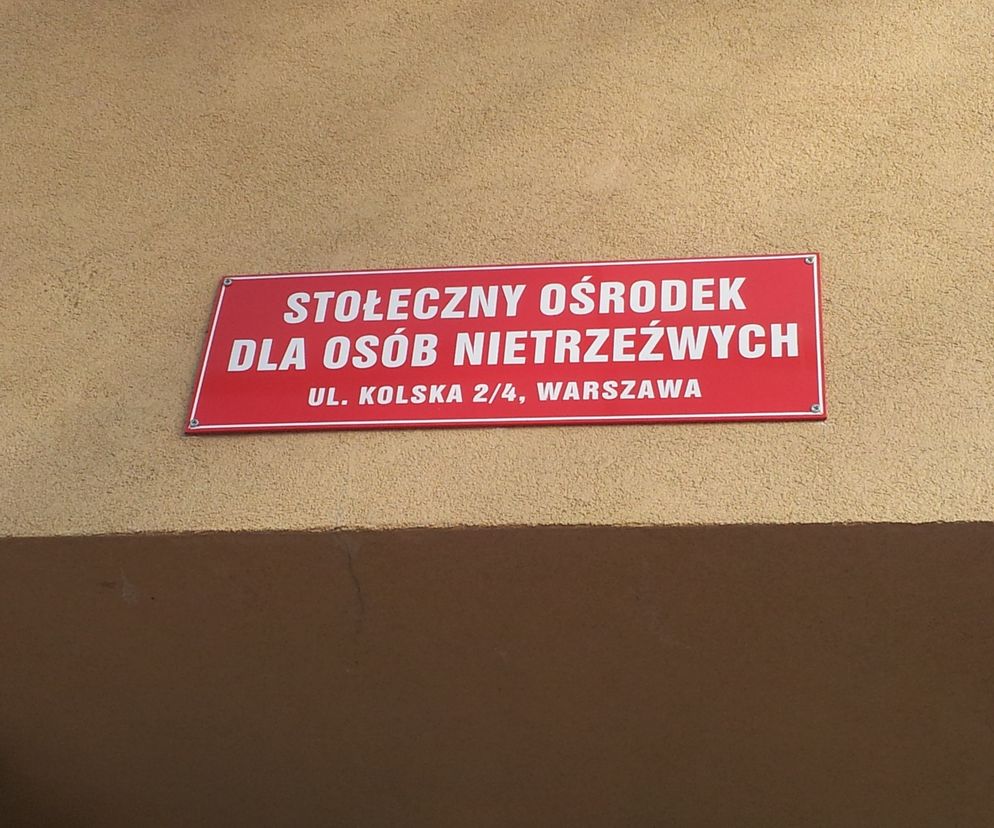 STOŁECZNY OŚRODEK
DLA OSÓB NIETRZEŹWYCH
UL. KOLSKA 2/4, WARSZAWA